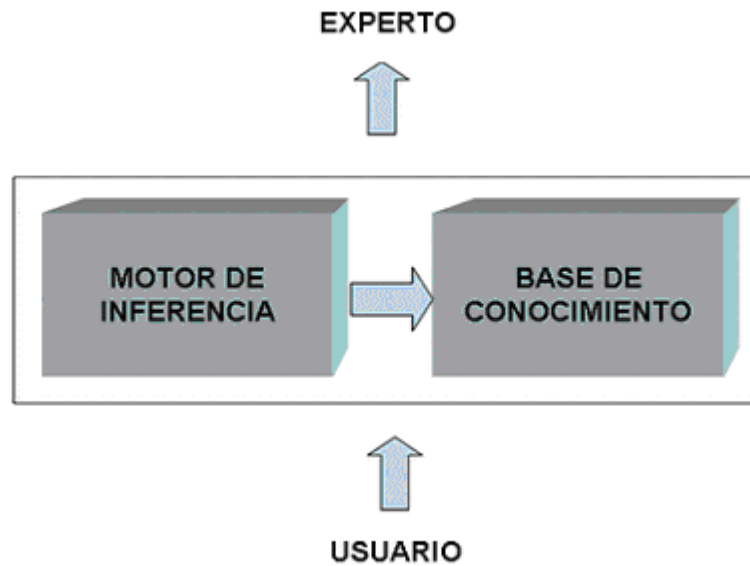 EXPERTO
MOTOR DE
INFERENCIA
BASE DE
CONOCIMIENTO
USUARIO